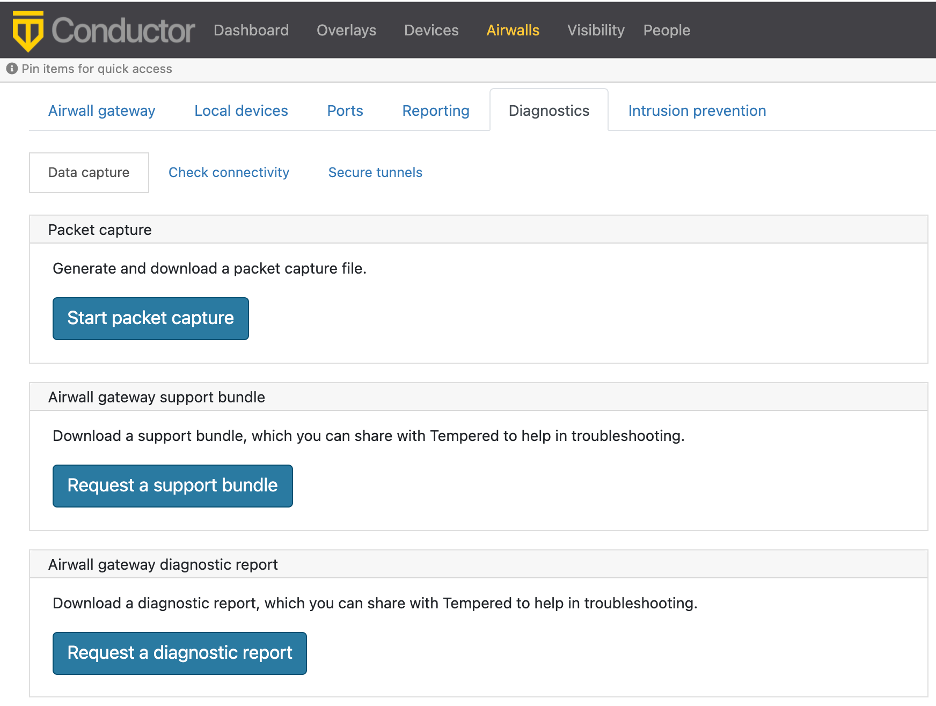 Conductor Dashboard Overlays Devices Airwalls Visibility People
Pin items for quick access
Airwall gateway Local devices Ports Reporting Diagnostics Intrusion prevention
Data capture Check connectivity Secure tunnels
Packet capture
Generate and download a packet capture file.
Start packet capture
Airwall gateway support bundle
Download a support bundle, which you can share with Tempered to help in troubleshooting.
Request a support bundle
Airwall gateway diagnostic report
Download a diagnostic report, which you can share with Tempered to help in troubleshooting.
Request a diagnostic report